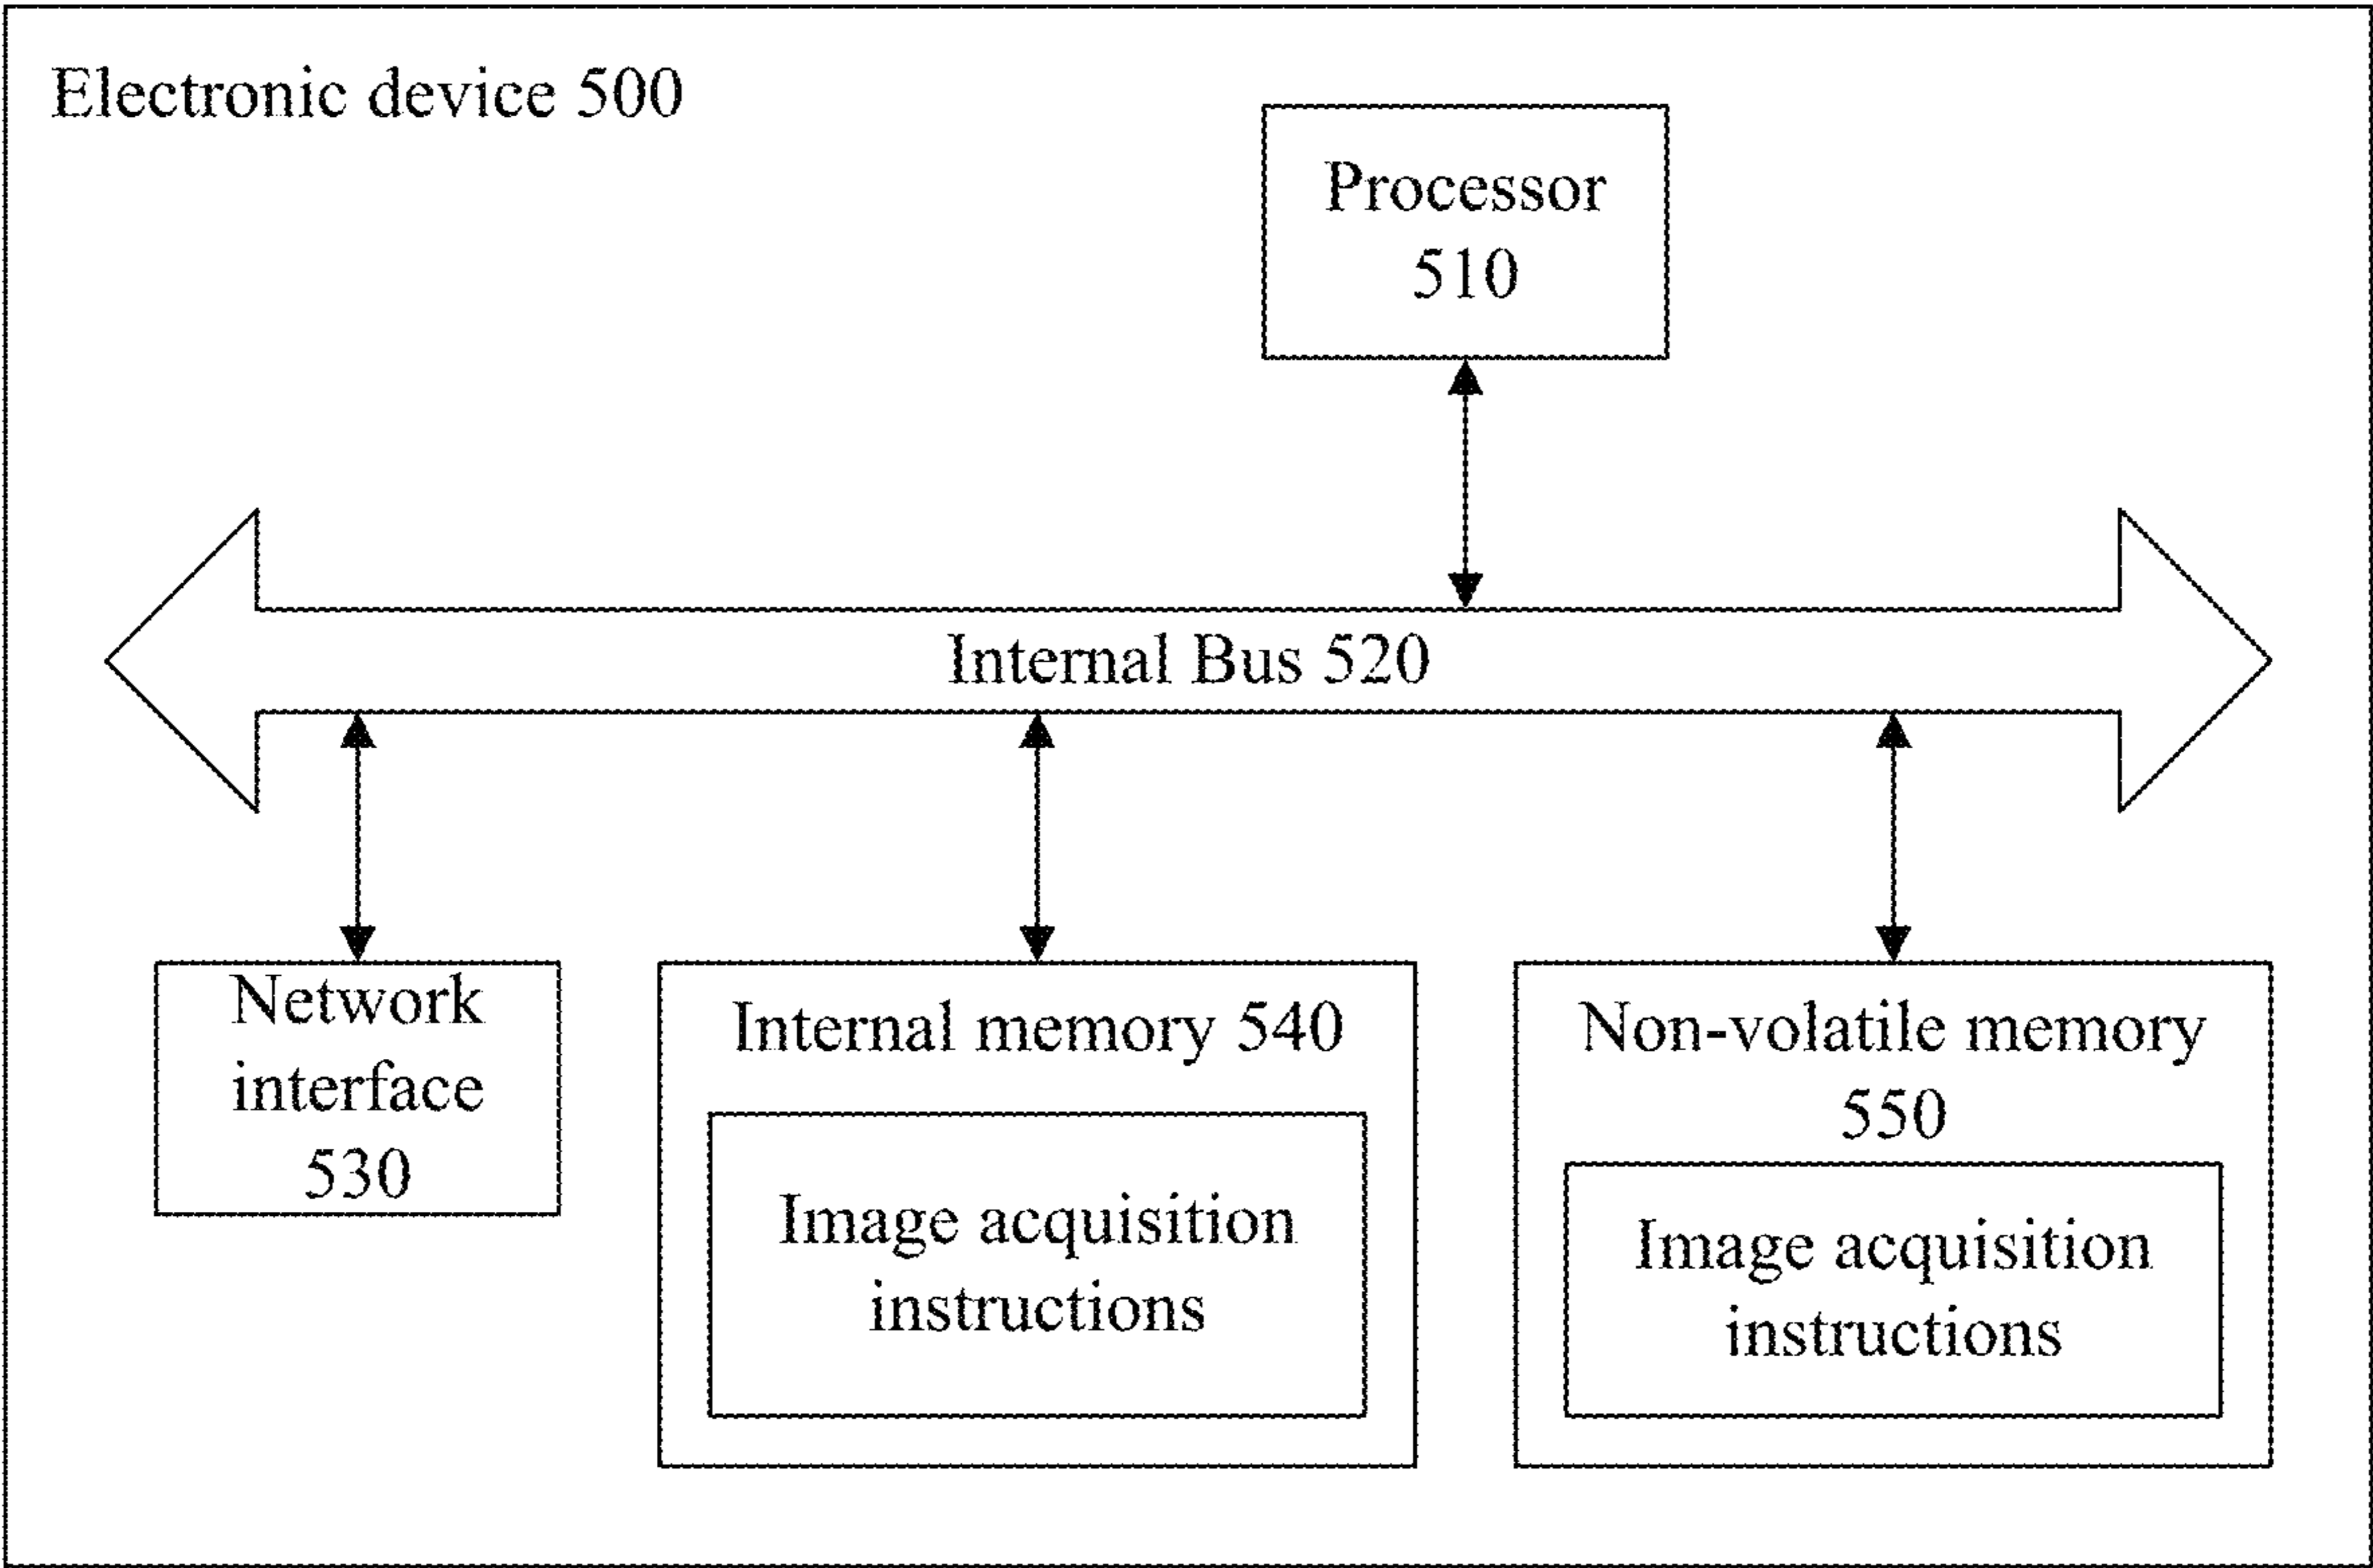 Electronic device 500
Processor
510
Internal Bus 520
Network
interface
530
Internal memory 540
Image acquisition
instructions
Non-volatile memory
550
Image acquisition
instructions